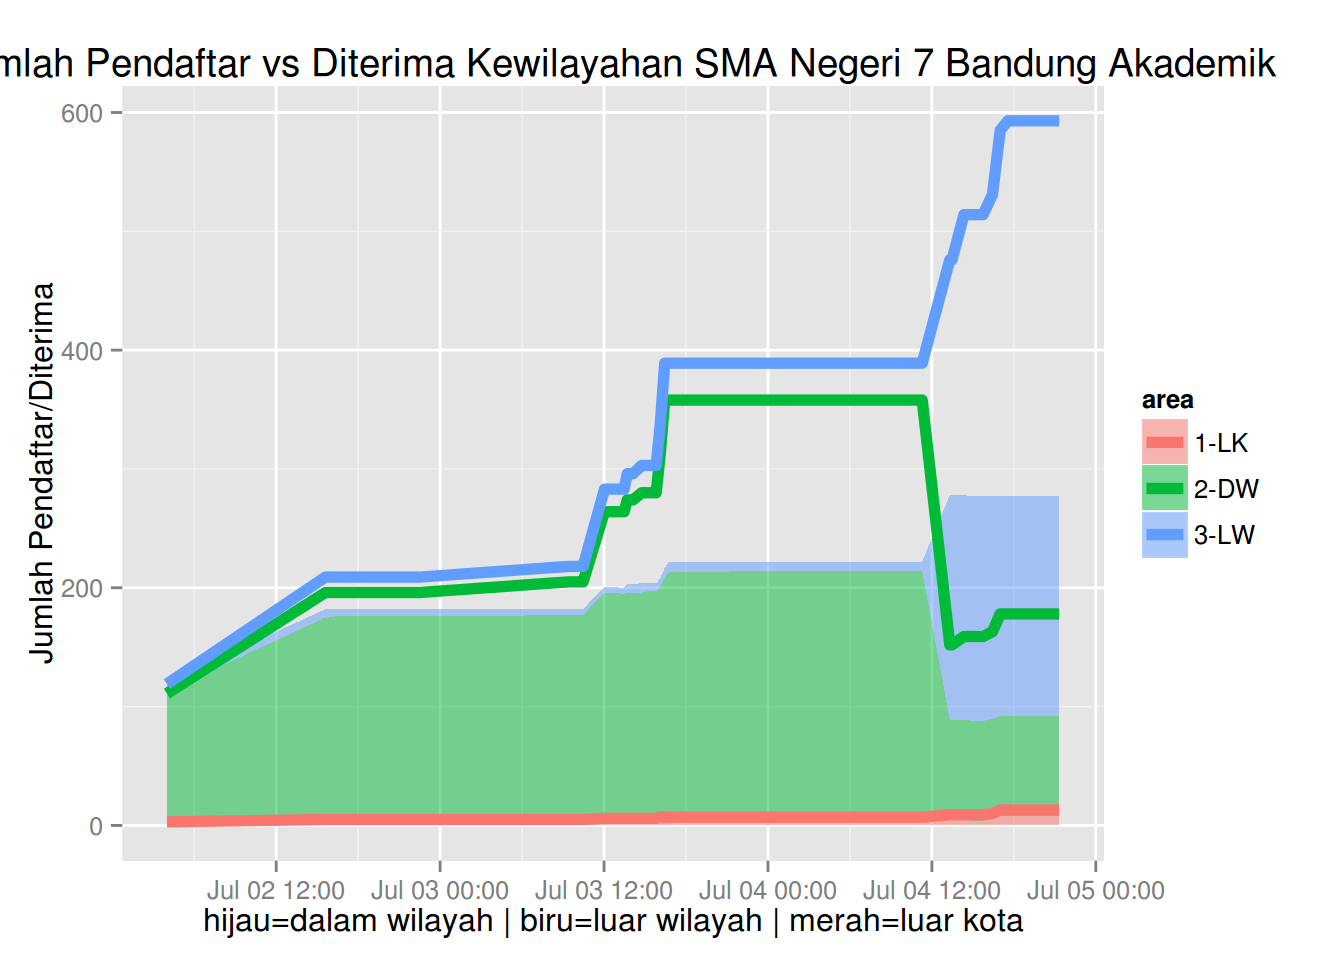 mlah Pendaftar vs Diterima Kewilayahan SMA Negeri 7 Bandung Akademik
600
400
200
0
Jumlah Pendaftar/Diterima
Jul 02 12:00 Jul 03 00:00 Jul 03 12:00 Jul 04 00:00 Jul 04 12:00 Jul 05 00:00
hijau=dalam wilayah | biru=luar wilayah | merah=luar kota
area
1-LK
2-DW
3-LW